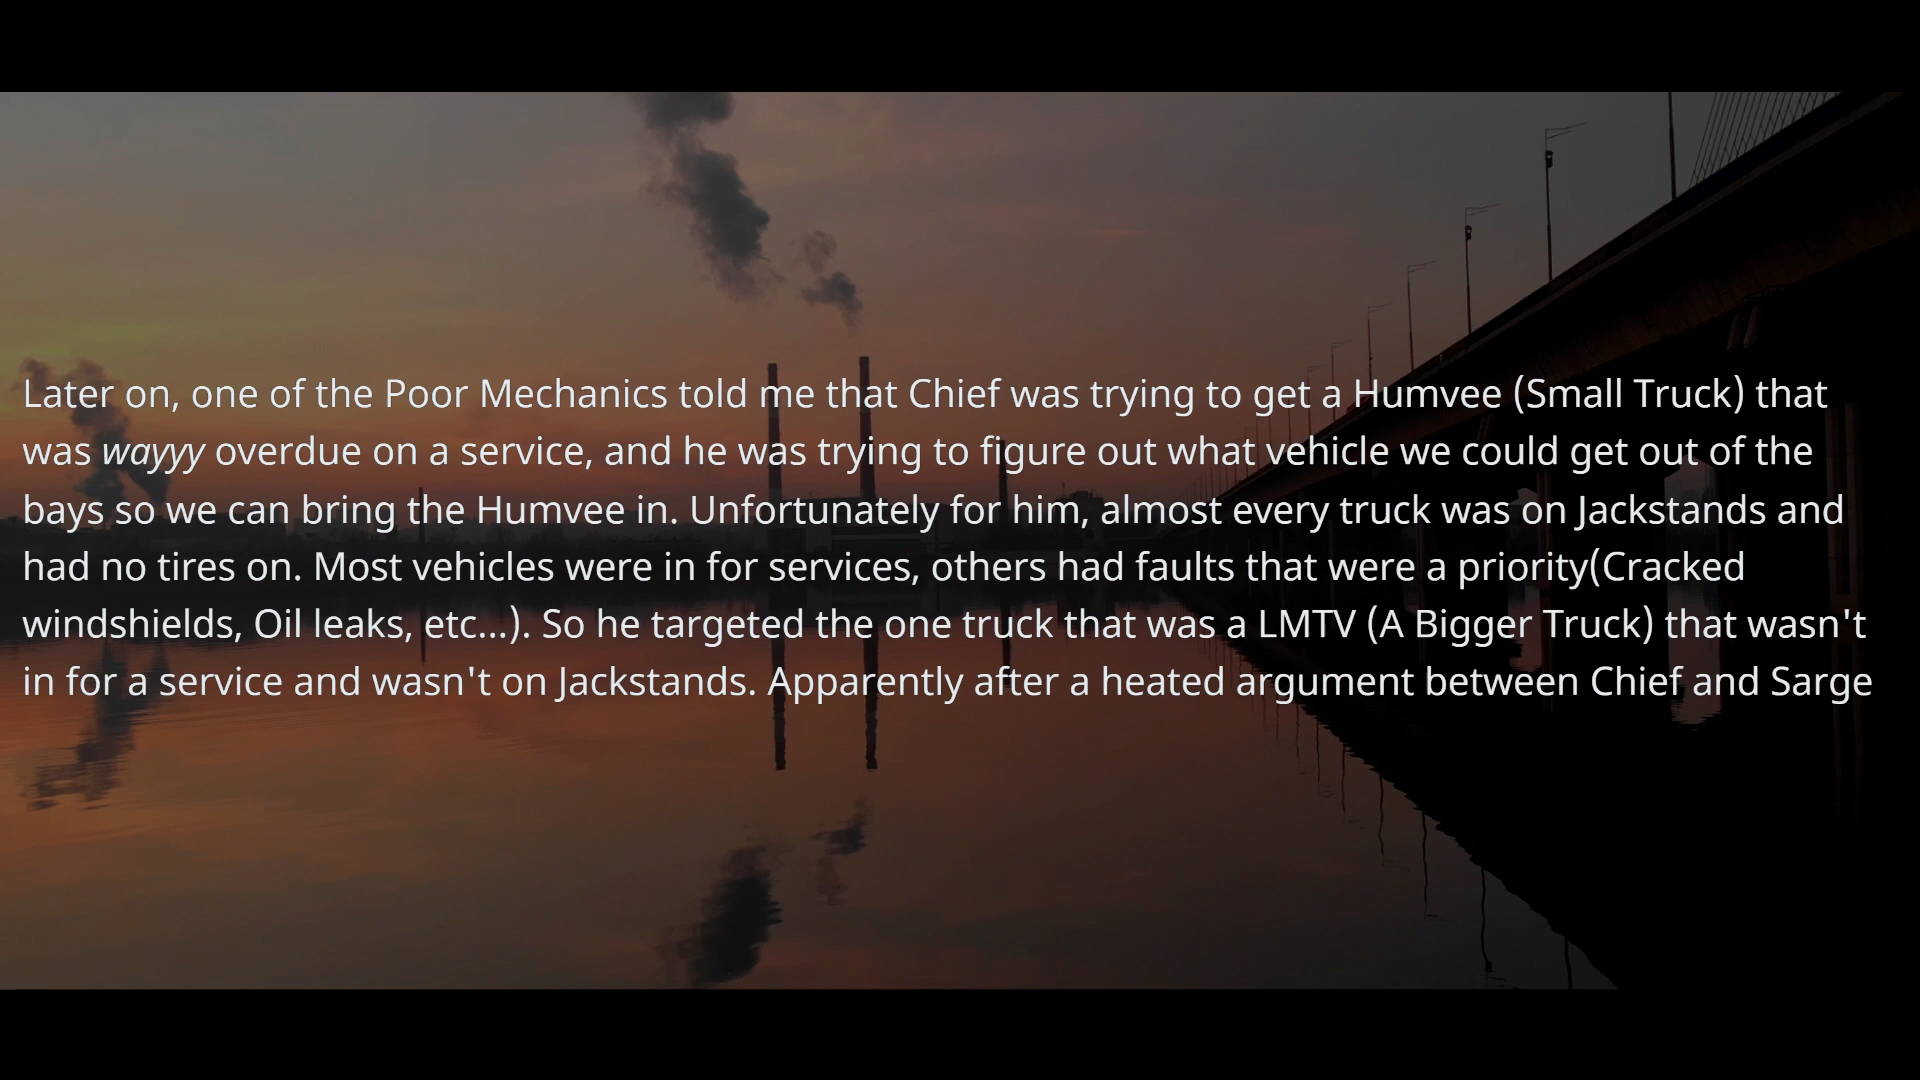 Later on, one of the Poor Mechanics told me that Chief was trying to get a Humvee (Small Truck) that
was wayyy overdue on a service, and he was trying to figure out what vehicle we could get out of the
bays so we can bring the Humvee in. Unfortunately for him, almost every truck was on Jackstands and
had no tires on. Most vehicles were in for services, others had faults that were a priority(Cracked
windshields, Oil leaks, etc...). So he targeted the one truck that was a LMTV (A Bigger Truck) that wasn't
in for a service and wasn't on Jackstands. Apparently after a heated argument between Chief and Sarge